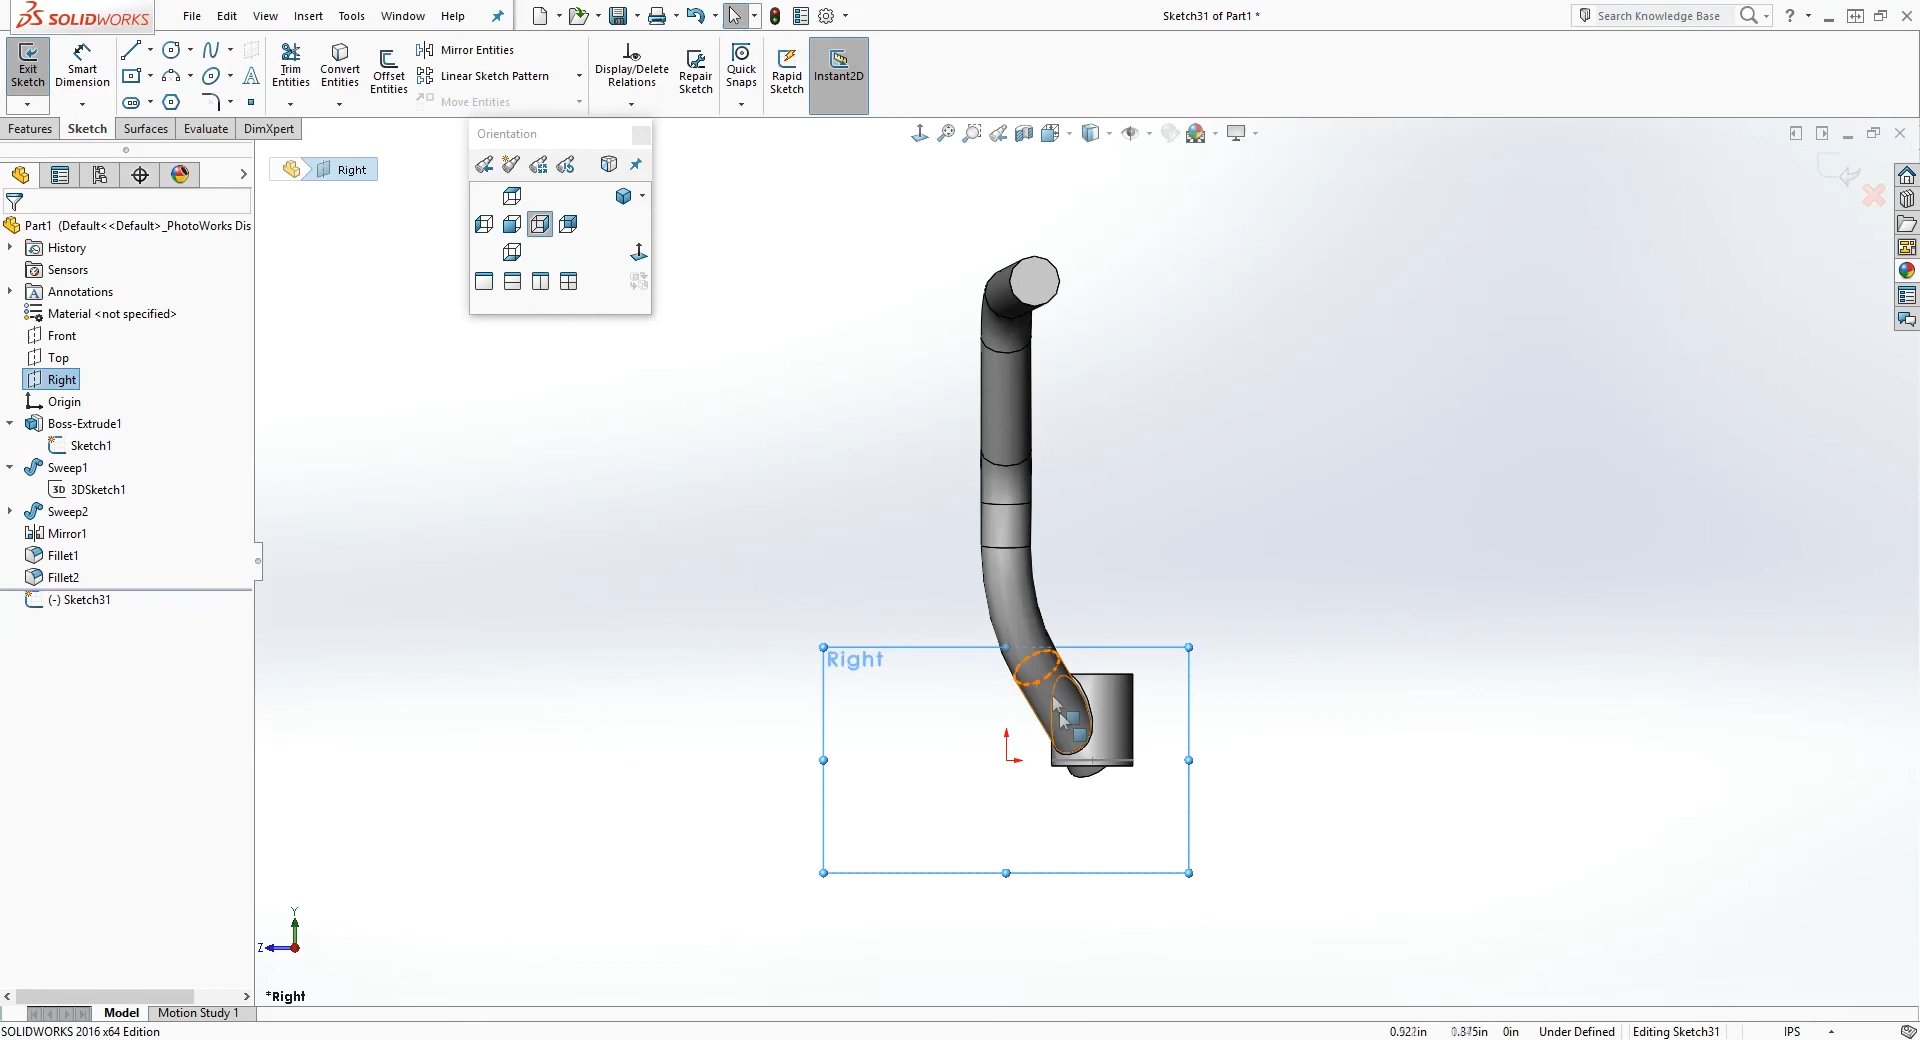 SOLIDWORKS
File Edit View Insert Tools Window Help
Sketch31 of Part1 *
Search Knowledge Base
Exit Sketch
Smart Dimension
Trim Entities
Convert Entities
Offset Entities
Mirror Entities
Linear Sketch Pattern
Move Entities
Display/Delete Relations
Repair Sketch
Quick Snaps
Rapid Sketch
Instant2D
Features Sketch Surfaces Evaluate DimXpert
Orientation
Right
Part1 (Default<<Default>_PhotoWorks Dis
History
Sensors
Annotations
Material <not specified>
Front
Top
Right
Origin
Boss-Extrude1
Sketch1
Sweep1
3D 3DSketch1
Sweep2
Mirror1
Fillet1
Fillet2
(-) Sketch31
Right
Y
Z
*Right
Model Motion Study 1
SOLIDWORKS 2016 x64 Edition
0in Under Defined Editing Sketch31 IPS